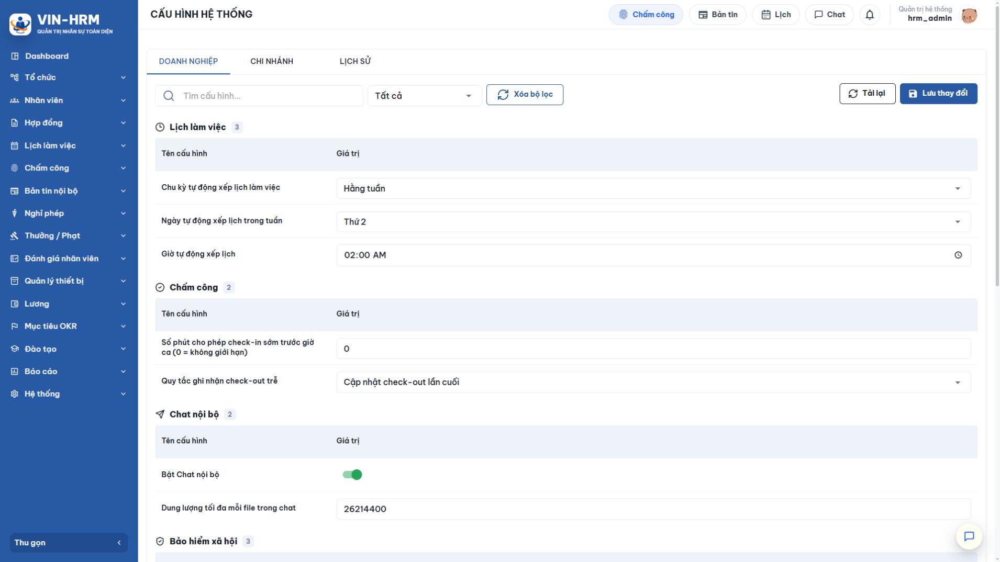 VIN-HRM
QUẢN TRỊ NHÂN SỰ TOÀN DIỆN
Dashboard
Tổ chức
Nhân viên
Hợp đồng
Lịch làm việc
Chấm công
Bản tin nội bộ
Nghỉ phép
Thưởng / Phạt
Đánh giá nhân viên
Quản lý thiết bị
Lương
Mục tiêu OKR
Đào tạo
Báo cáo
Hệ thống
Thu gọn
CẤU HÌNH HỆ THỐNG
Chấm công
Bản tin
Lịch
Chat
Quản trị hệ thống
hrm_admin
DOANH NGHIỆP
CHI NHÁNH
LỊCH SỬ
Tìm cấu hình...
Tất cả
Xóa bộ lọc
Tải lại
Lưu thay đổi
Lịch làm việc 3
Tên cấu hình Giá trị
Chu kỳ tự động xếp lịch làm việc Hằng tuần
Ngày tự động xếp lịch trong tuần Thứ 2
Giờ tự động xếp lịch 02:00 AM
Chấm công 2
Tên cấu hình Giá trị
Số phút cho phép check-in sớm trước giờ
ca (0 = không giới hạn) 0
Quy tắc ghi nhận check-out trễ Cập nhật check-out lần cuối
Chat nội bộ 2
Tên cấu hình Giá trị
Bật Chat nội bộ
Dung lượng tối đa mỗi file trong chat 26214400
Bảo hiểm xã hội 3